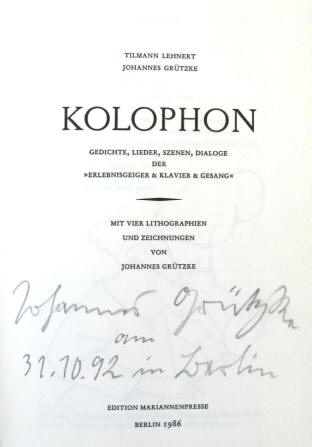 TILMANN LEHNERT
JOHANNES GRÜTZKE
KOLOPHON
GEDICHTE, LIEDER, SZENEN, DIALOGE
DER
»ERLEBNISGEIGER & KLAVIER & GESANG«
MIT VIER LITHOGRAPHIEN
UND ZEICHNUNGEN
VON
JOHANNES GRÜTZKE
Johannes Grützke
am
31.10.92 in Berlin
EDITION MARIANNENPRESSE
BERLIN 1986